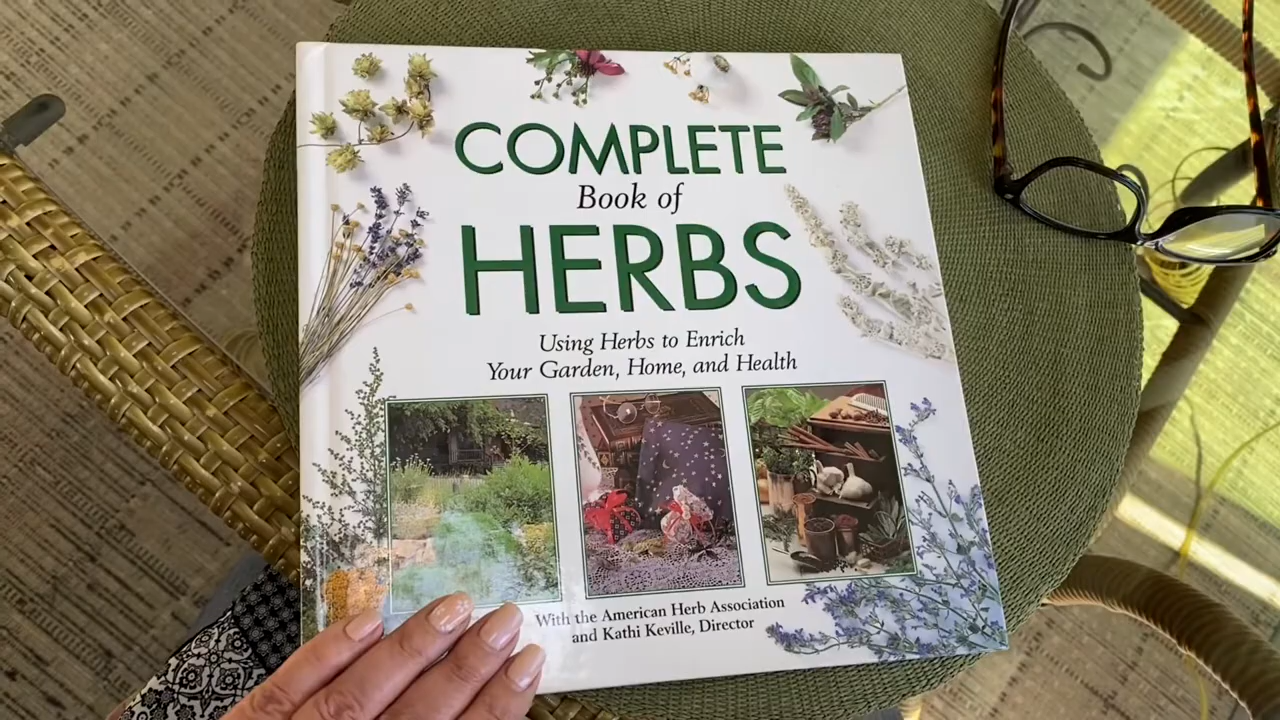 COMPLETE
Book of
HERBS
Using Herbs to Enrich
Your Garden, Home, and Health
With the American Herb Association
and Kathi Keville, Director